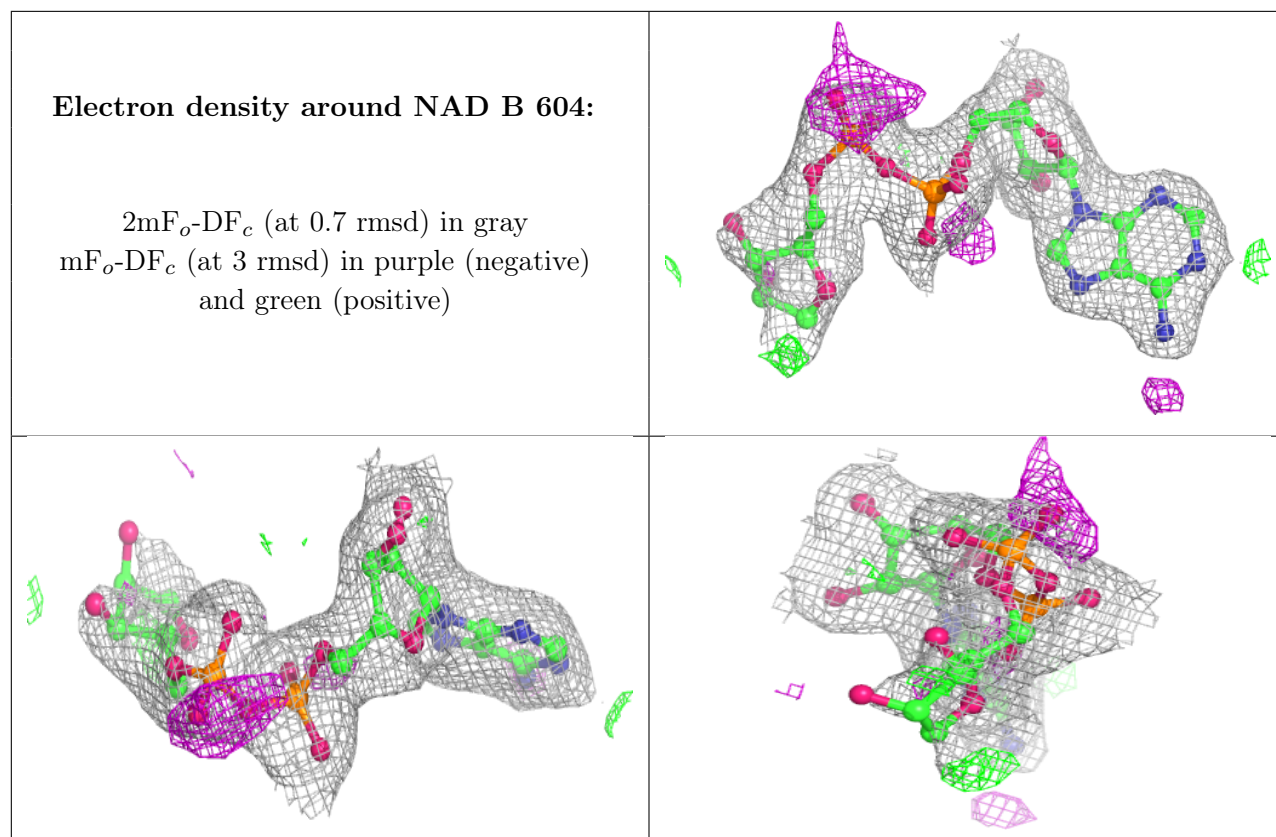 Electron density around NAD B 604:
2mFₒ-DF𝑐 (at 0.7 rmsd) in gray
mFₒ-DF𝑐 (at 3 rmsd) in purple (negative)
and green (positive)